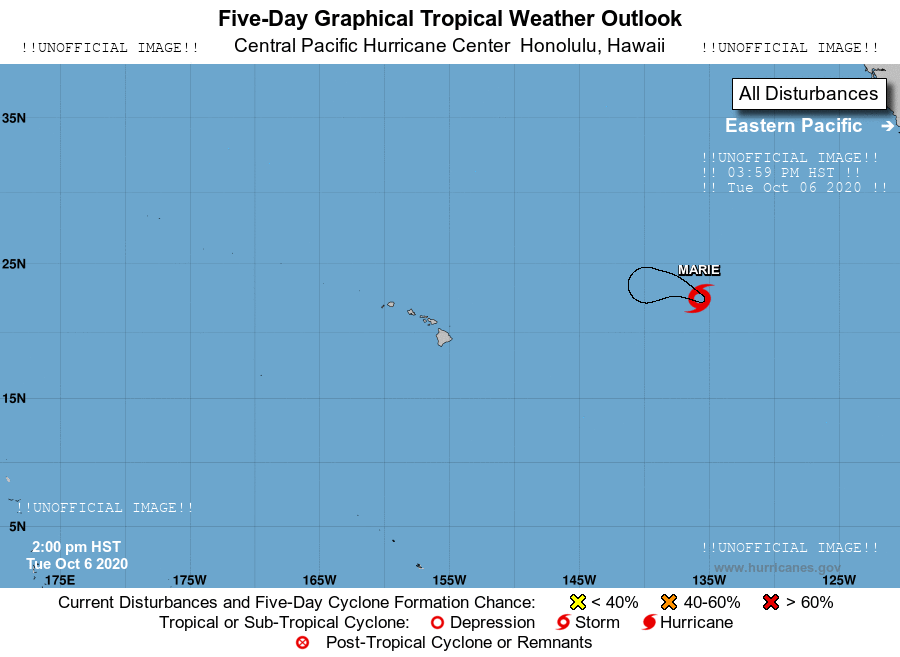 Five-Day Graphical Tropical Weather Outlook
!!UNOFFICIAL IMAGE!! Central Pacific Hurricane Center Honolulu, Hawaii !!UNOFFICIAL IMAGE!!
All Disturbances
35N
Eastern Pacific
!!UNOFFICIAL IMAGE!!
!! 03:59 PM HST !!
!! Tue Oct 06 2020 !!
25N
MARIE
15N
!!UNOFFICIAL IMAGE!!
5N
2:00 pm HST
Tue Oct 6 2020
!!UNOFFICIAL IMAGE!!
www.hurricanes.gov
175E 175W 165W 155W 145W 135W 125W
Current Disturbances and Five-Day Cyclone Formation Chance: < 40% 40-60% > 60%
Tropical or Sub-Tropical Cyclone: Depression Storm Hurricane
Post-Tropical Cyclone or Remnants